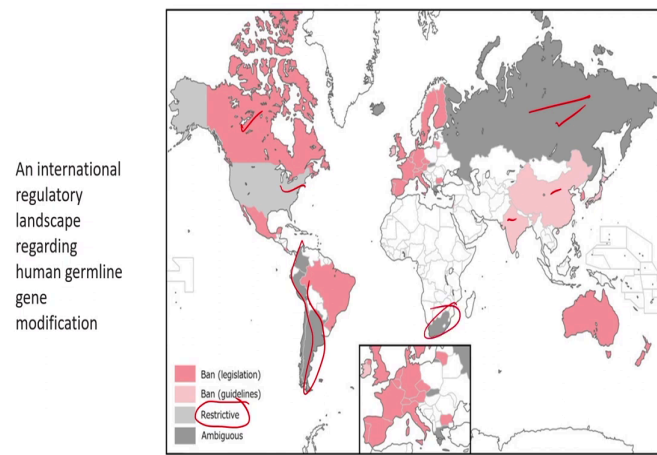 An international
regulatory
landscape
regarding
human germline
gene
modification
Ban (legislation)
Ban (guidelines)
Restrictive
Ambiguous